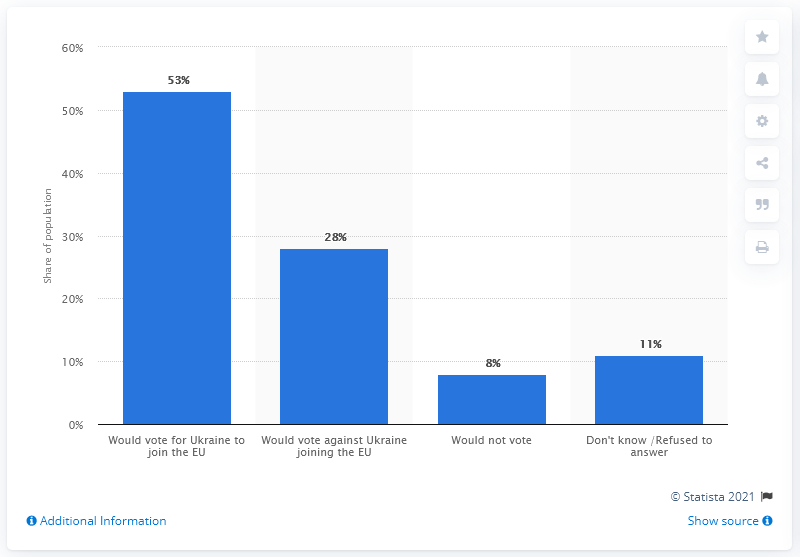 60%
50%
40%
30%
20%
10%
0%
Share of population
53%
28%
8%
11%
Would vote for Ukraine to
join the EU
Would vote against Ukraine
joining the EU
Would not vote
Don't know /Refused to
answer
© Statista 2021
Additional Information
Show source